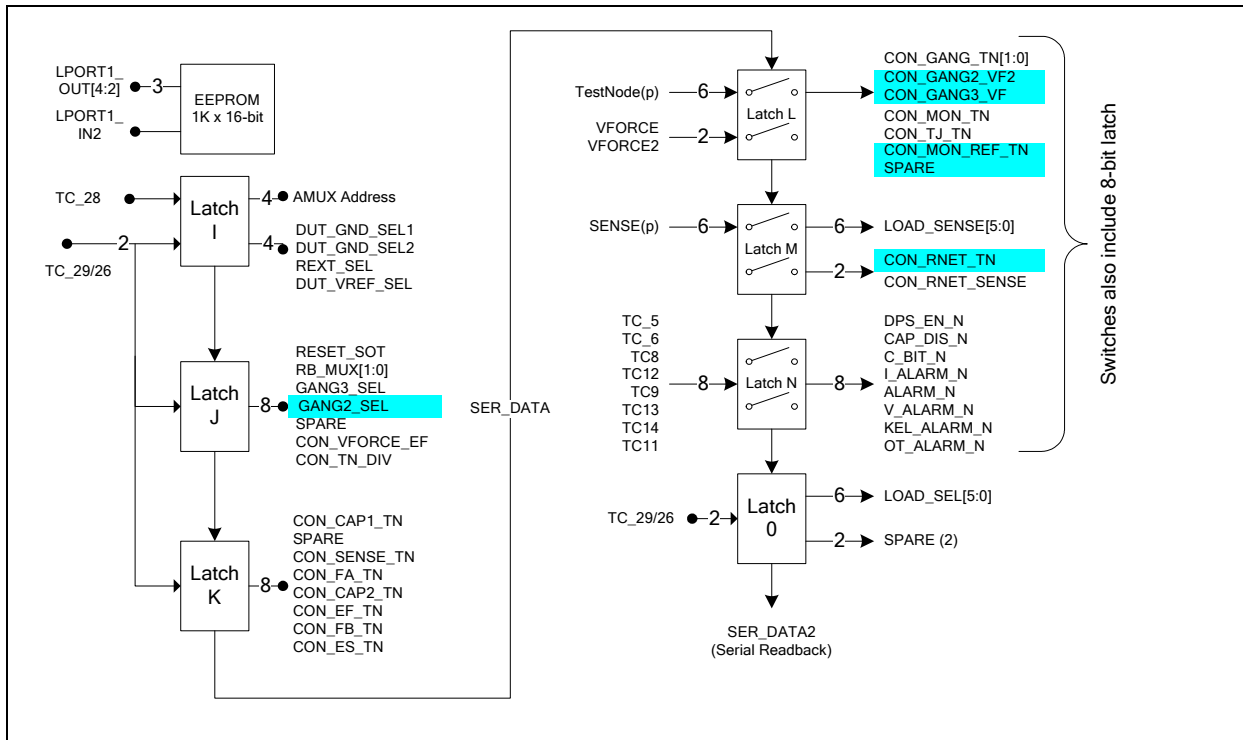 LPORT1_
OUT[4:2]
3
EEPROM
1K x 16-bit
LPORT1_
IN2
TC_28
Latch
I
4
AMUX Address
2
4
TC_29/26
DUT_GND_SEL1
DUT_GND_SEL2
REXT_SEL
DUT_VREF_SEL
Latch
J
8
RESET_SOT
RB_MUX[1:0]
GANG3_SEL
GANG2_SEL
SPARE
CON_VFORCE_EF
CON_TN_DIV
Latch
K
8
CON_CAP1_TN
SPARE
CON_SENSE_TN
CON_FA_TN
CON_CAP2_TN
CON_EF_TN
CON_FB_TN
CON_ES_TN
SER_DATA
TestNode(p)
6
VFORCE
VFORCE2
2
Latch L
CON_GANG_TN[1:0]
CON_GANG2_VF2
CON_GANG3_VF
CON_MON_TN
CON_TJ_TN
CON_MON_REF_TN
SPARE
SENSE(p)
6
Latch M
6
LOAD_SENSE[5:0]
2
CON_RNET_TN
CON_RNET_SENSE
TC_5
TC_6
TC8
TC12
TC9
TC13
TC14
TC11
8
Latch N
8
DPS_EN_N
CAP_DIS_N
C_BIT_N
I_ALARM_N
ALARM_N
V_ALARM_N
KEL_ALARM_N
OT_ALARM_N
Switches also include 8-bit latch
TC_29/26
2
Latch
0
6
LOAD_SEL[5:0]
2
SPARE (2)
SER_DATA2
(Serial Readback)